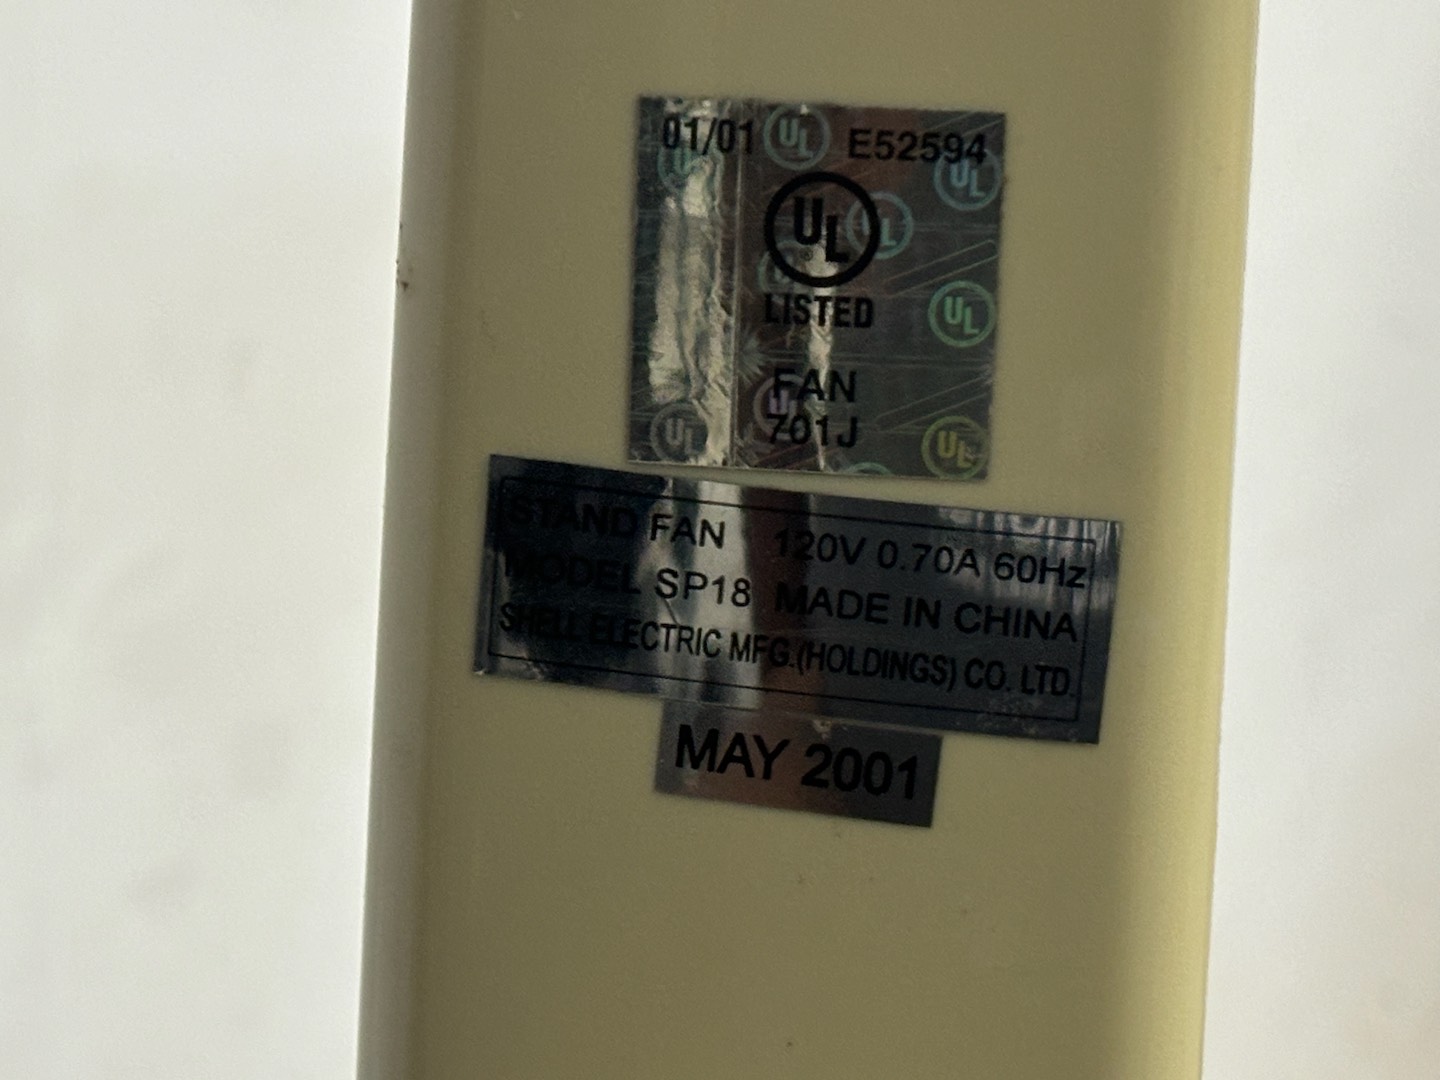 01/01 E52594
UL
LISTED
FAN
701J
STAND FAN 120V 0.70A 60Hz
MODEL SP18 MADE IN CHINA
SHELL ELECTRIC MFG.(HOLDINGS) CO. LTD.
MAY 2001